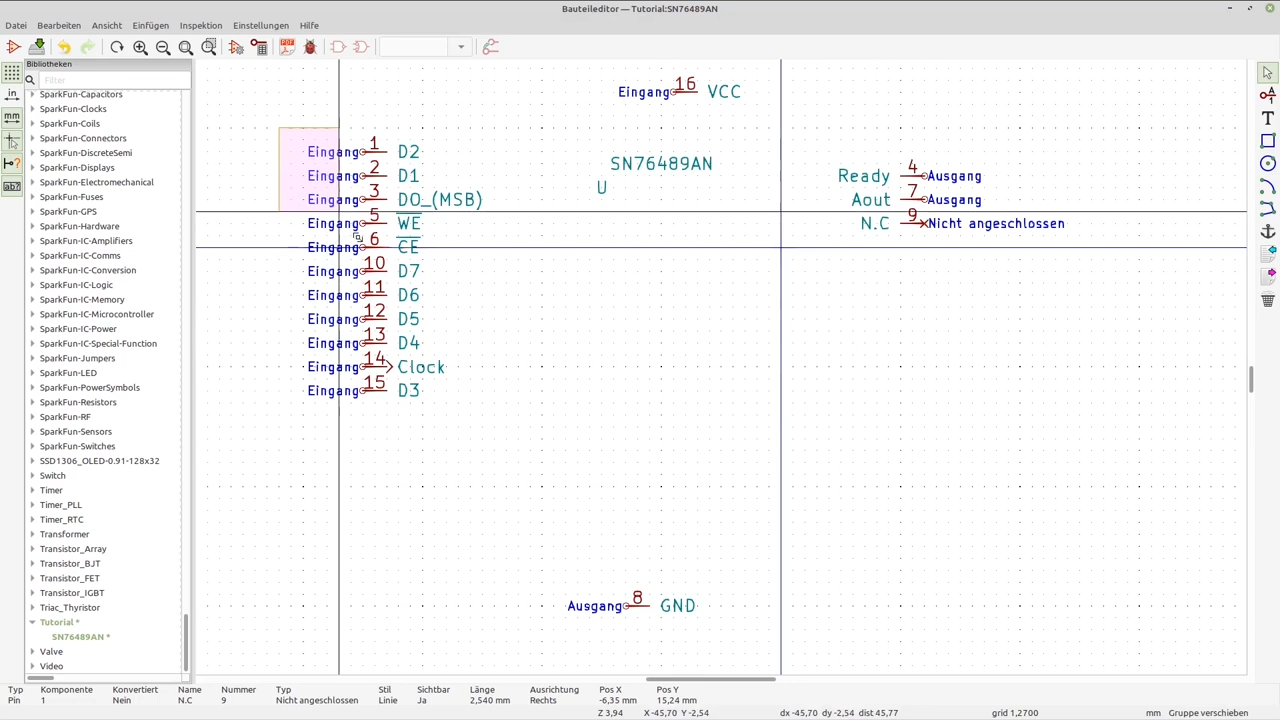 Bauteileditor — Tutorial:SN76489AN
Datei Bearbeiten Ansicht Einfügen Inspektion Einstellungen Hilfe
PDF
Bibliotheken
in
Filter
mm
ab?
T
SparkFun-Capacitors
SparkFun-Clocks
SparkFun-Coils
SparkFun-Connectors
SparkFun-DiscreteSemi
SparkFun-Displays
SparkFun-Electromechanical
SparkFun-Fuses
SparkFun-GPS
SparkFun-Hardware
SparkFun-IC-Amplifiers
SparkFun-IC-Comms
SparkFun-IC-Conversion
SparkFun-IC-Logic
SparkFun-IC-Memory
SparkFun-IC-Microcontroller
SparkFun-IC-Power
SparkFun-IC-Special-Function
SparkFun-Jumpers
SparkFun-LED
SparkFun-PowerSymbols
SparkFun-Resistors
SparkFun-RF
SparkFun-Sensors
SparkFun-Switches
SSD1306_OLED-0.91-128x32
Switch
Timer
Timer_PLL
Timer_RTC
Transformer
Transistor_Array
Transistor_BJT
Transistor_FET
Transistor_IGBT
Triac_Thyristor
Tutorial *
SN76489AN *
Valve
Video
Eingang 16 VCC
Eingang 1 D2
Eingang 2 D1
Eingang 3 DO_(MSB)
Eingang 5 WE
Eingang 6 CE
Eingang 10 D7
Eingang 11 D6
Eingang 12 D5
Eingang 13 D4
Eingang 14 Clock
Eingang 15 D3
SN76489AN
U
Ready 4 Ausgang
Aout 7 Ausgang
N.C 9 Nicht angeschlossen
Ausgang 8 GND
Typ Komponente Konvertiert Name Nummer Typ Stil Sichtbar Länge Ausrichtung Pos X Pos Y
Pin 1 Nein N.C 9 Nicht angeschlossen Linie Ja 2,540 mm Rechts -6,35 mm 15,24 mm
Z 3,94 X -45,70 Y -2,54 dx -45,70 dy -2,54 dist 45,77 grid 1,2700 mm Gruppe verschieben